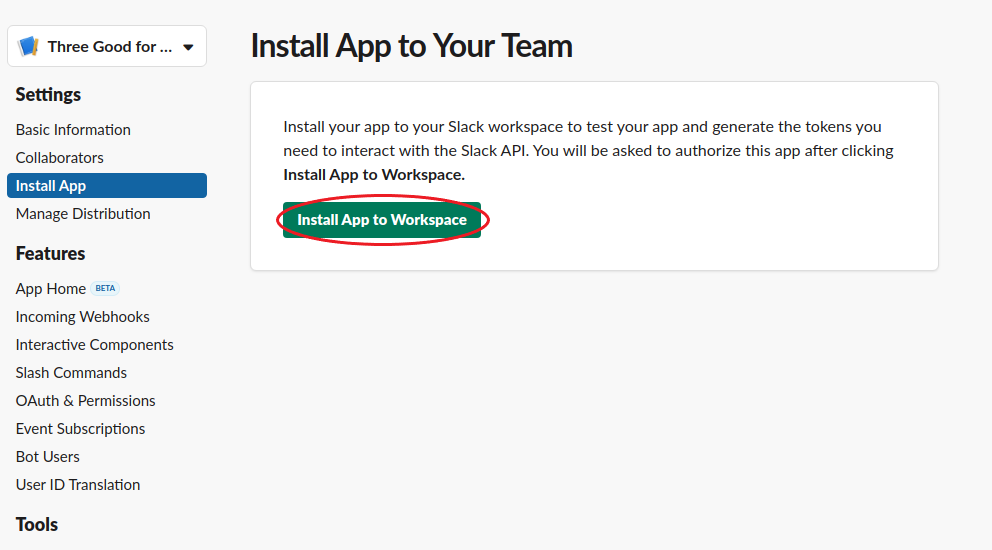 Three Good for ...
Settings
Basic Information
Collaborators
Install App
Manage Distribution
Features
App Home BETA
Incoming Webhooks
Interactive Components
Slash Commands
OAuth & Permissions
Event Subscriptions
Bot Users
User ID Translation
Tools
Install App to Your Team
Install your app to your Slack workspace to test your app and generate the tokens you
need to interact with the Slack API. You will be asked to authorize this app after clicking
Install App to Workspace.
Install App to Workspace